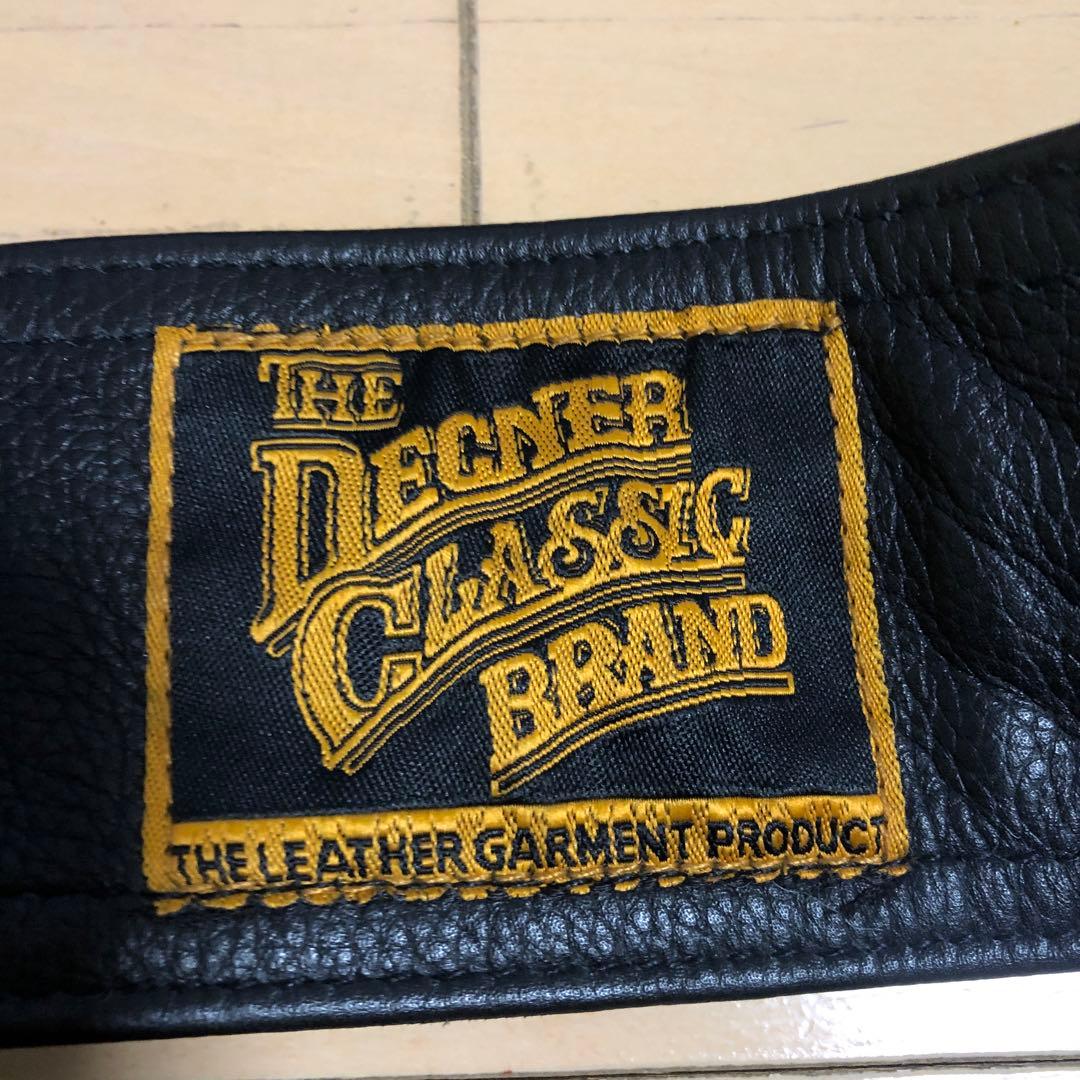 THE
DEGNER
CLASSIC
BRAND
THE LEATHER GARMENT PRODUCT